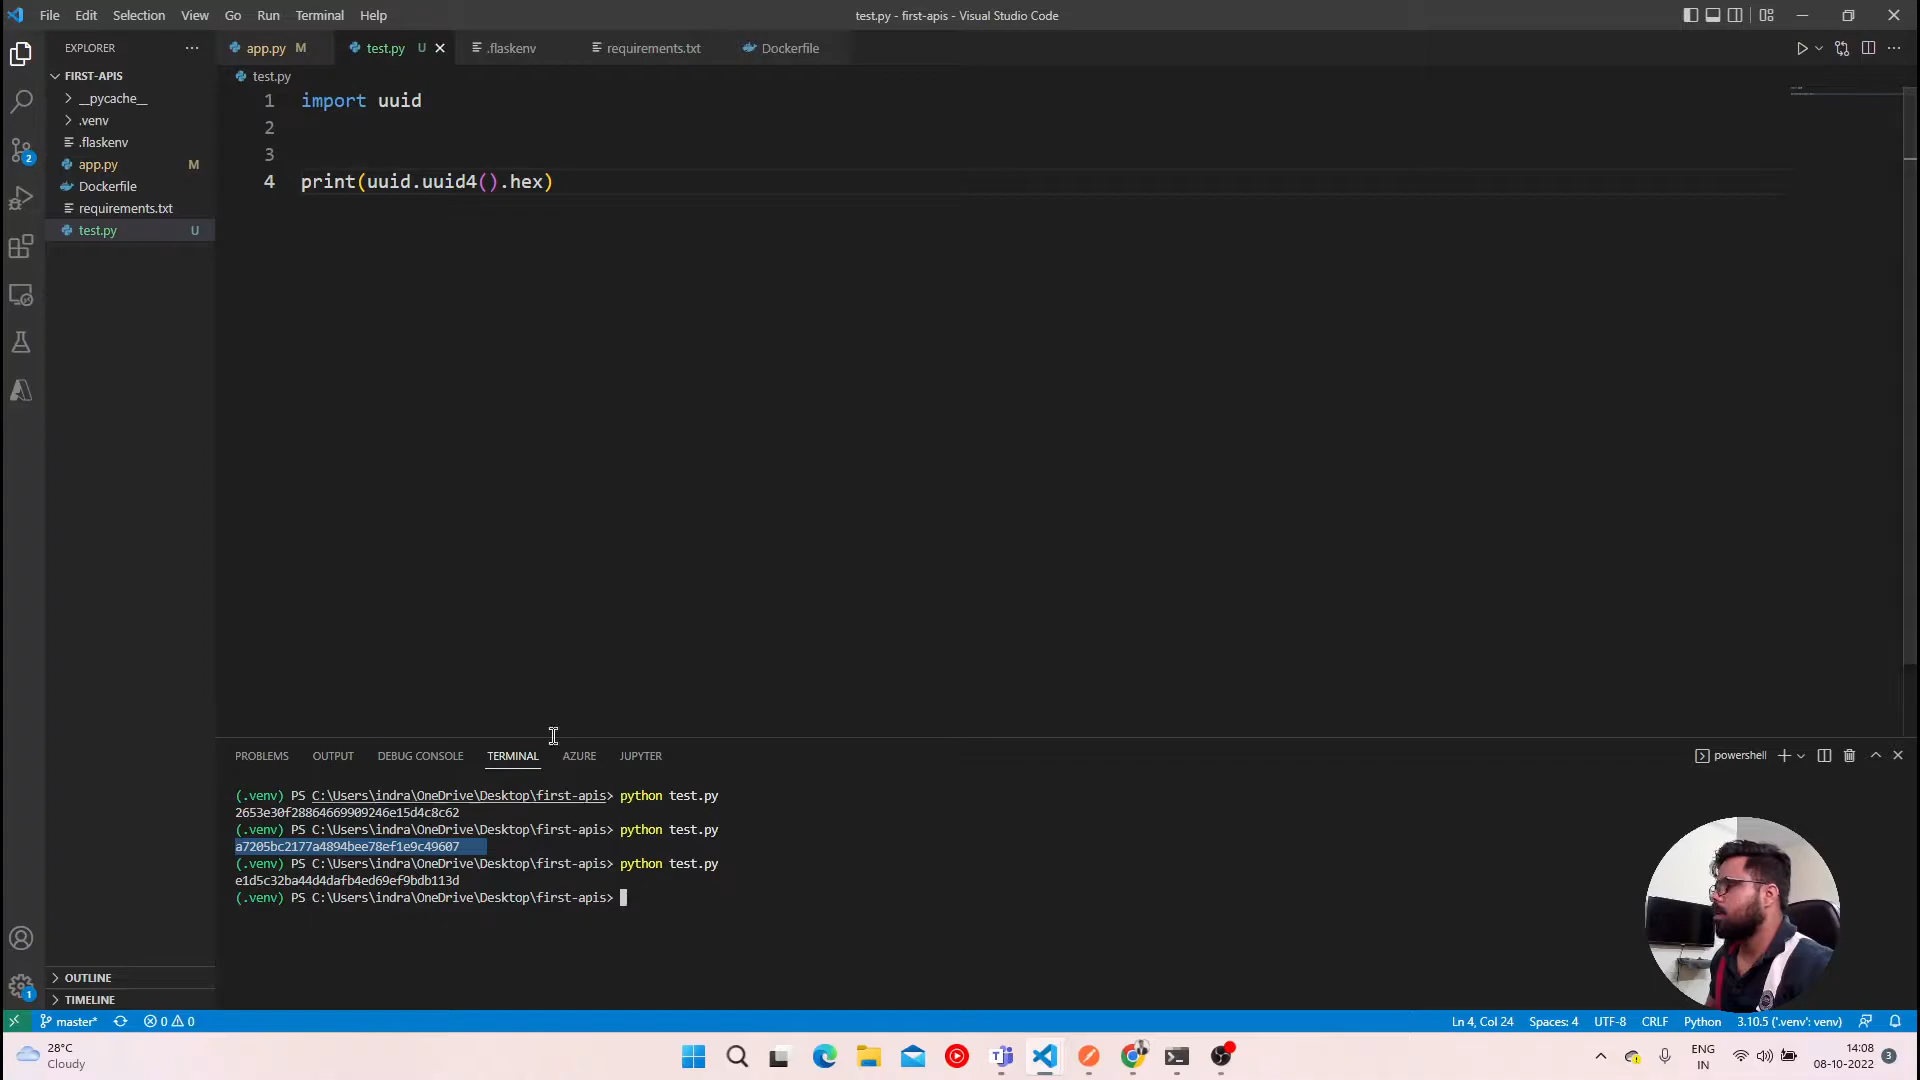 File Edit Selection View Go Run Terminal Help
test.py - first-apis - Visual Studio Code
EXPLORER
app.py M
test.py U
.flaskenv
requirements.txt
Dockerfile
FIRST-APIS
__pycache__
.venv
.flaskenv
app.py M
Dockerfile
requirements.txt
test.py U
test.py
1 import uuid
2
3
4 print(uuid.uuid4().hex)
2
PROBLEMS OUTPUT DEBUG CONSOLE TERMINAL AZURE JUPYTER
powershell
(.venv) PS C:\Users\indra\OneDrive\Desktop\first-apis> python test.py
2653e30f28864669909246e15d4c8c62
(.venv) PS C:\Users\indra\OneDrive\Desktop\first-apis> python test.py
a7205bc2177a4894bee78ef1e9c49607
(.venv) PS C:\Users\indra\OneDrive\Desktop\first-apis> python test.py
e1d5c32ba44d4dafb4ed69ef9bdb113d
(.venv) PS C:\Users\indra\OneDrive\Desktop\first-apis>
OUTLINE
TIMELINE
1
master* 0 0
Ln 4, Col 24 Spaces: 4 UTF-8 CRLF Python 3.10.5 ('.venv': venv)
28°C
Cloudy
ENG
IN
14:08
08-10-2022
3